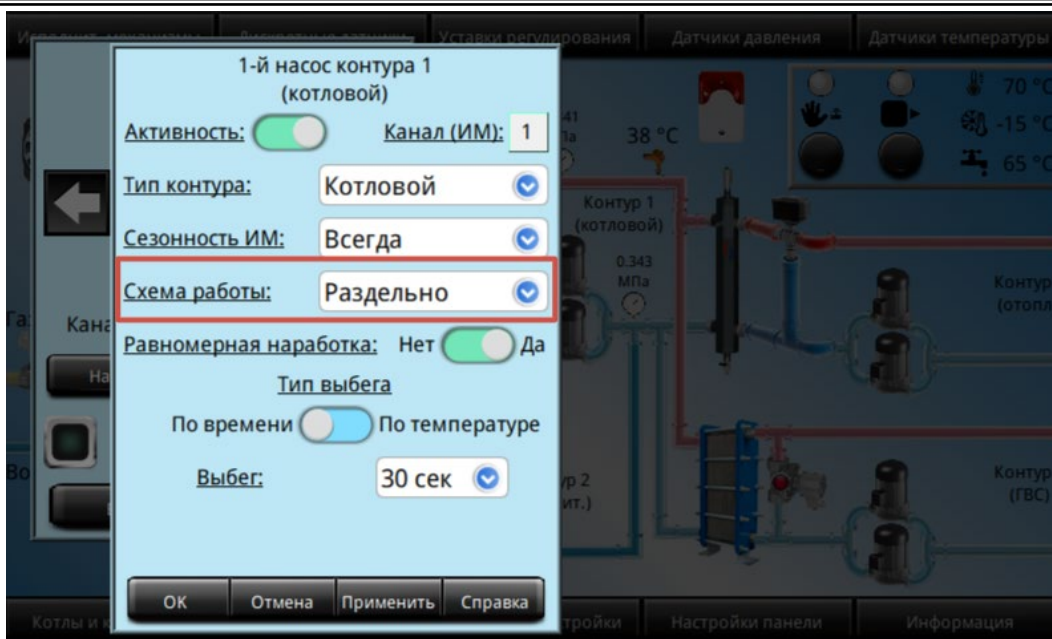 Уставки регулирования
Датчики давления
Датчики температуры
1-й насос контура 1
(котловой)
Активность:
Канал (ИМ): 1
Тип контура: Котловой
Сезонность ИМ: Всегда
Схема работы: Раздельно
Равномерная наработка: Нет Да
Тип выбега
По времени По температуре
Выбег: 30 сек
ОК Отмена Применить Справка
38 °C
70 °C
-15 °C
65 °C
Контур 1
(котловой)
0.343
МПа
(ГВС)
Котлы и
Настройки панели
Информация